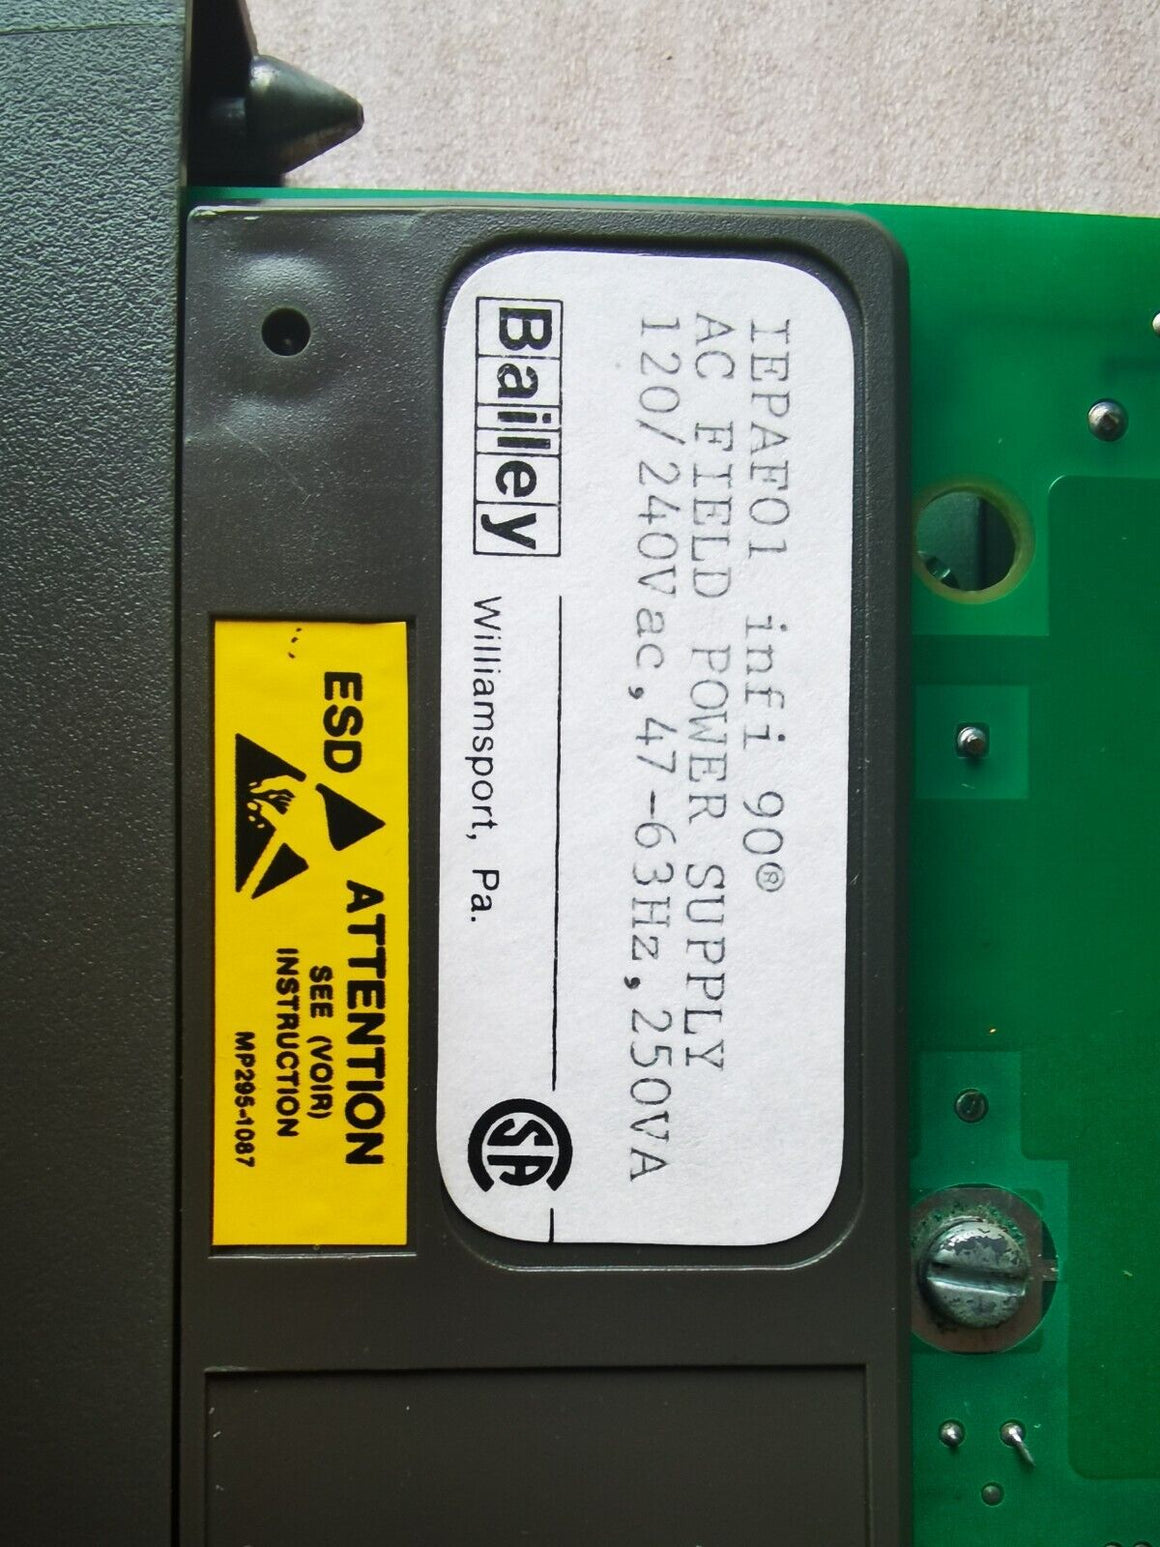 IEPAF01 infi 90®
AC FIELD POWER SUPPLY
120/240Vac,47-63Hz,250VA
Bailey
Williamsport, Pa.
SA
ESD ATTENTION
SEE (VOIR)
INSTRUCTION
MP295-1087